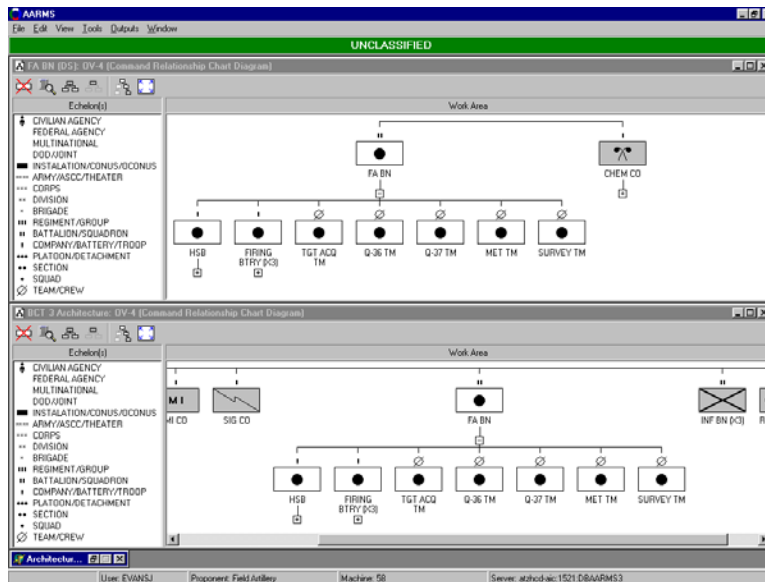 AARMS
File Edit View Tools Outputs Window
UNCLASSIFIED
FA BN (DS): OV-4 (Command Relationship Chart Diagram)
Echelon(s)
Work Area
CIVILIAN AGENCY
FEDERAL AGENCY
MULTINATIONAL
DOD/JOINT
INSTALATION/CONUS/OCONUS
ARMY/ASCC/THEATER
CORPS
DIVISION
BRIGADE
REGIMENT/GROUP
BATTALION/SQUADRON
COMPANY/BATTERY/TROOP
PLATOON/DETACHMENT
SECTION
SQUAD
TEAM/CREW
FA BN
CHEM CO
HSB
FIRING
BTRY (X3)
TGT ACQ
TM
Q-36 TM
Q-37 TM
MET TM
SURVEY TM
BCT 3 Architecture: OV-4 (Command Relationship Chart Diagram)
Echelon(s)
Work Area
CIVILIAN AGENCY
FEDERAL AGENCY
MULTINATIONAL
DOD/JOINT
INSTALATION/CONUS/OCONUS
ARMY/ASCC/THEATER
CORPS
DIVISION
BRIGADE
REGIMENT/GROUP
BATTALION/SQUADRON
COMPANY/BATTERY/TROOP
PLATOON/DETACHMENT
SECTION
SQUAD
TEAM/CREW
M I
MI CO
SIG CO
FA BN
INF BN (X3)
HSB
FIRING
BTRY (X3)
TGT ACQ
TM
Q-36 TM
Q-37 TM
MET TM
SURVEY TM
Architectur...
User: EVANSJ
Proponent: Field Artillery
Machine: 58
Server: atzhcd-aic:1521:DBAARMS3